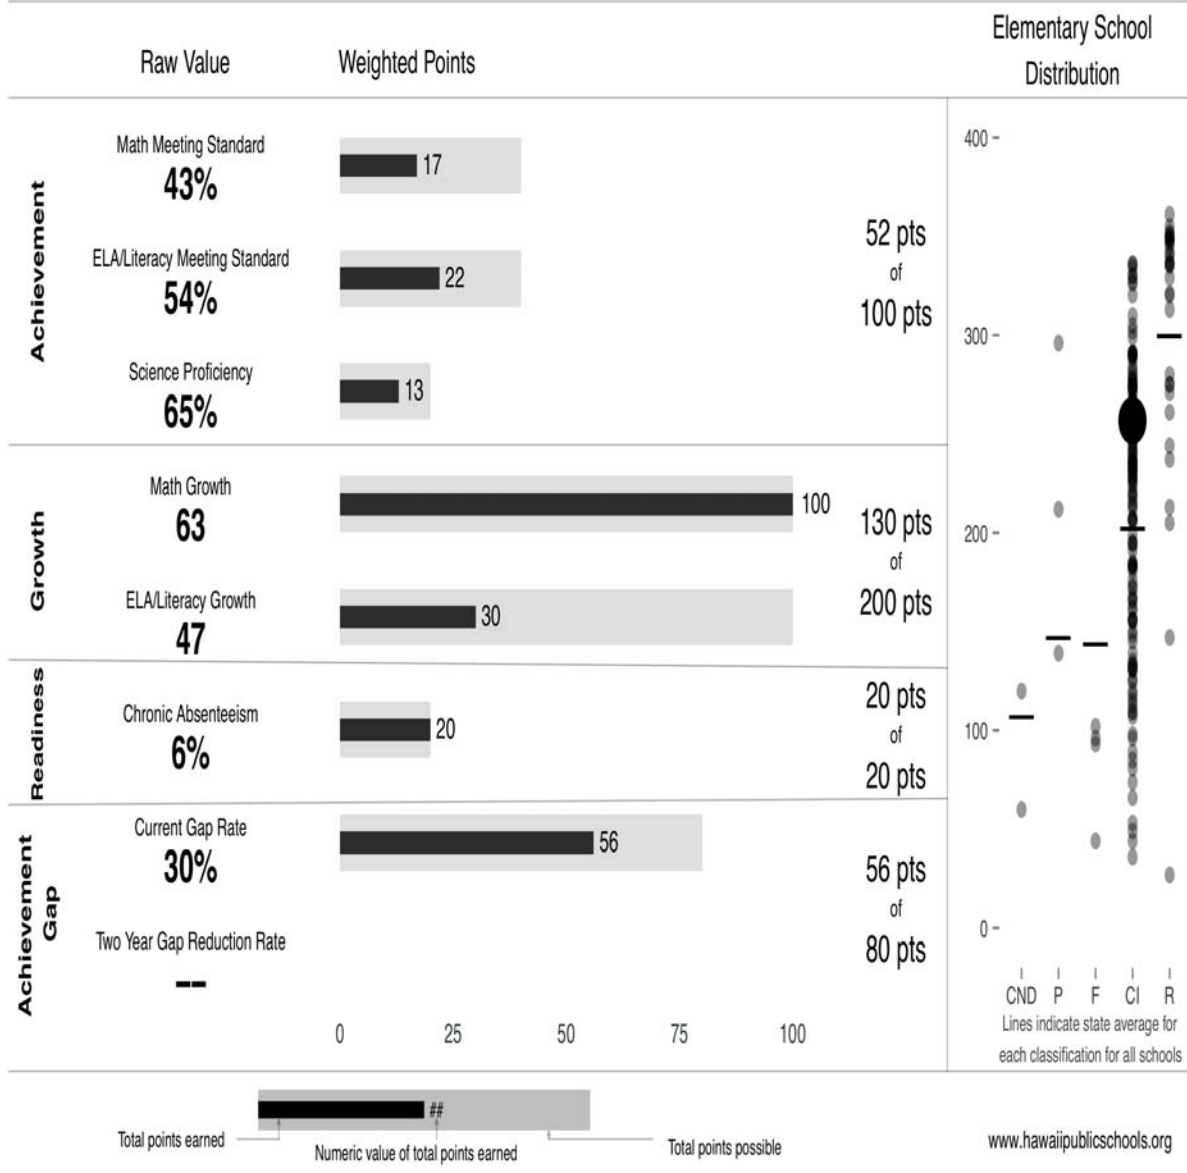 Elementary School
Distribution
Raw Value
Weighted Points
Achievement
Math Meeting Standard
43%
17
ELA/Literacy Meeting Standard
54%
22
Science Proficiency
65%
13
52 pts
of
100 pts
Growth
Math Growth
63
100
ELA/Literacy Growth
47
30
130 pts
of
200 pts
Readiness
Chronic Absenteeism
6%
20
20 pts
of
20 pts
Achievement
Gap
Current Gap Rate
30%
56
Two Year Gap Reduction Rate
--
56 pts
of
80 pts
0 25 50 75 100
400
300
200
100
0
CND P F CI R
Lines indicate state average for
each classification for all schools
##
Total points earned
Numeric value of total points earned
Total points possible
www.hawaiipublicschools.org